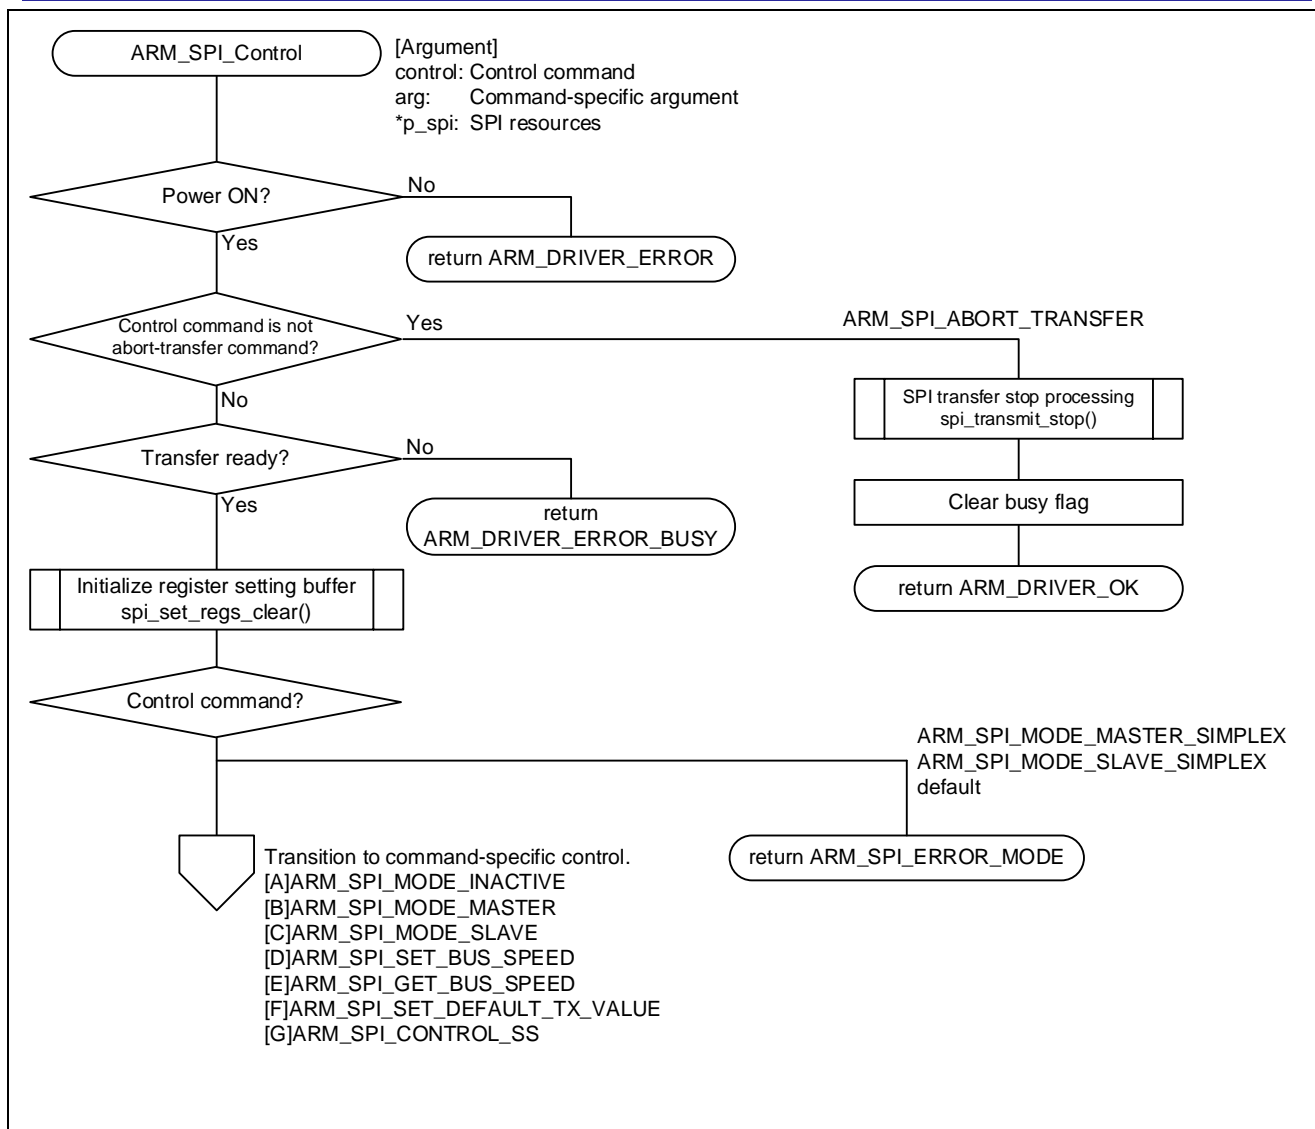 ARM_SPI_Control
[Argument]
control: Control command
arg: Command-specific argument
*p_spi: SPI resources
Power ON?
No
Yes
return ARM_DRIVER_ERROR
Control command is not
abort-transfer command?
Yes
ARM_SPI_ABORT_TRANSFER
No
SPI transfer stop processing
spi_transmit_stop()
Transfer ready?
No
Yes
return
ARM_DRIVER_ERROR_BUSY
Clear busy flag
return ARM_DRIVER_OK
Initialize register setting buffer
spi_set_regs_clear()
Control command?
ARM_SPI_MODE_MASTER_SIMPLEX
ARM_SPI_MODE_SLAVE_SIMPLEX
default
return ARM_SPI_ERROR_MODE
Transition to command-specific control.
[A]ARM_SPI_MODE_INACTIVE
[B]ARM_SPI_MODE_MASTER
[C]ARM_SPI_MODE_SLAVE
[D]ARM_SPI_SET_BUS_SPEED
[E]ARM_SPI_GET_BUS_SPEED
[F]ARM_SPI_SET_DEFAULT_TX_VALUE
[G]ARM_SPI_CONTROL_SS